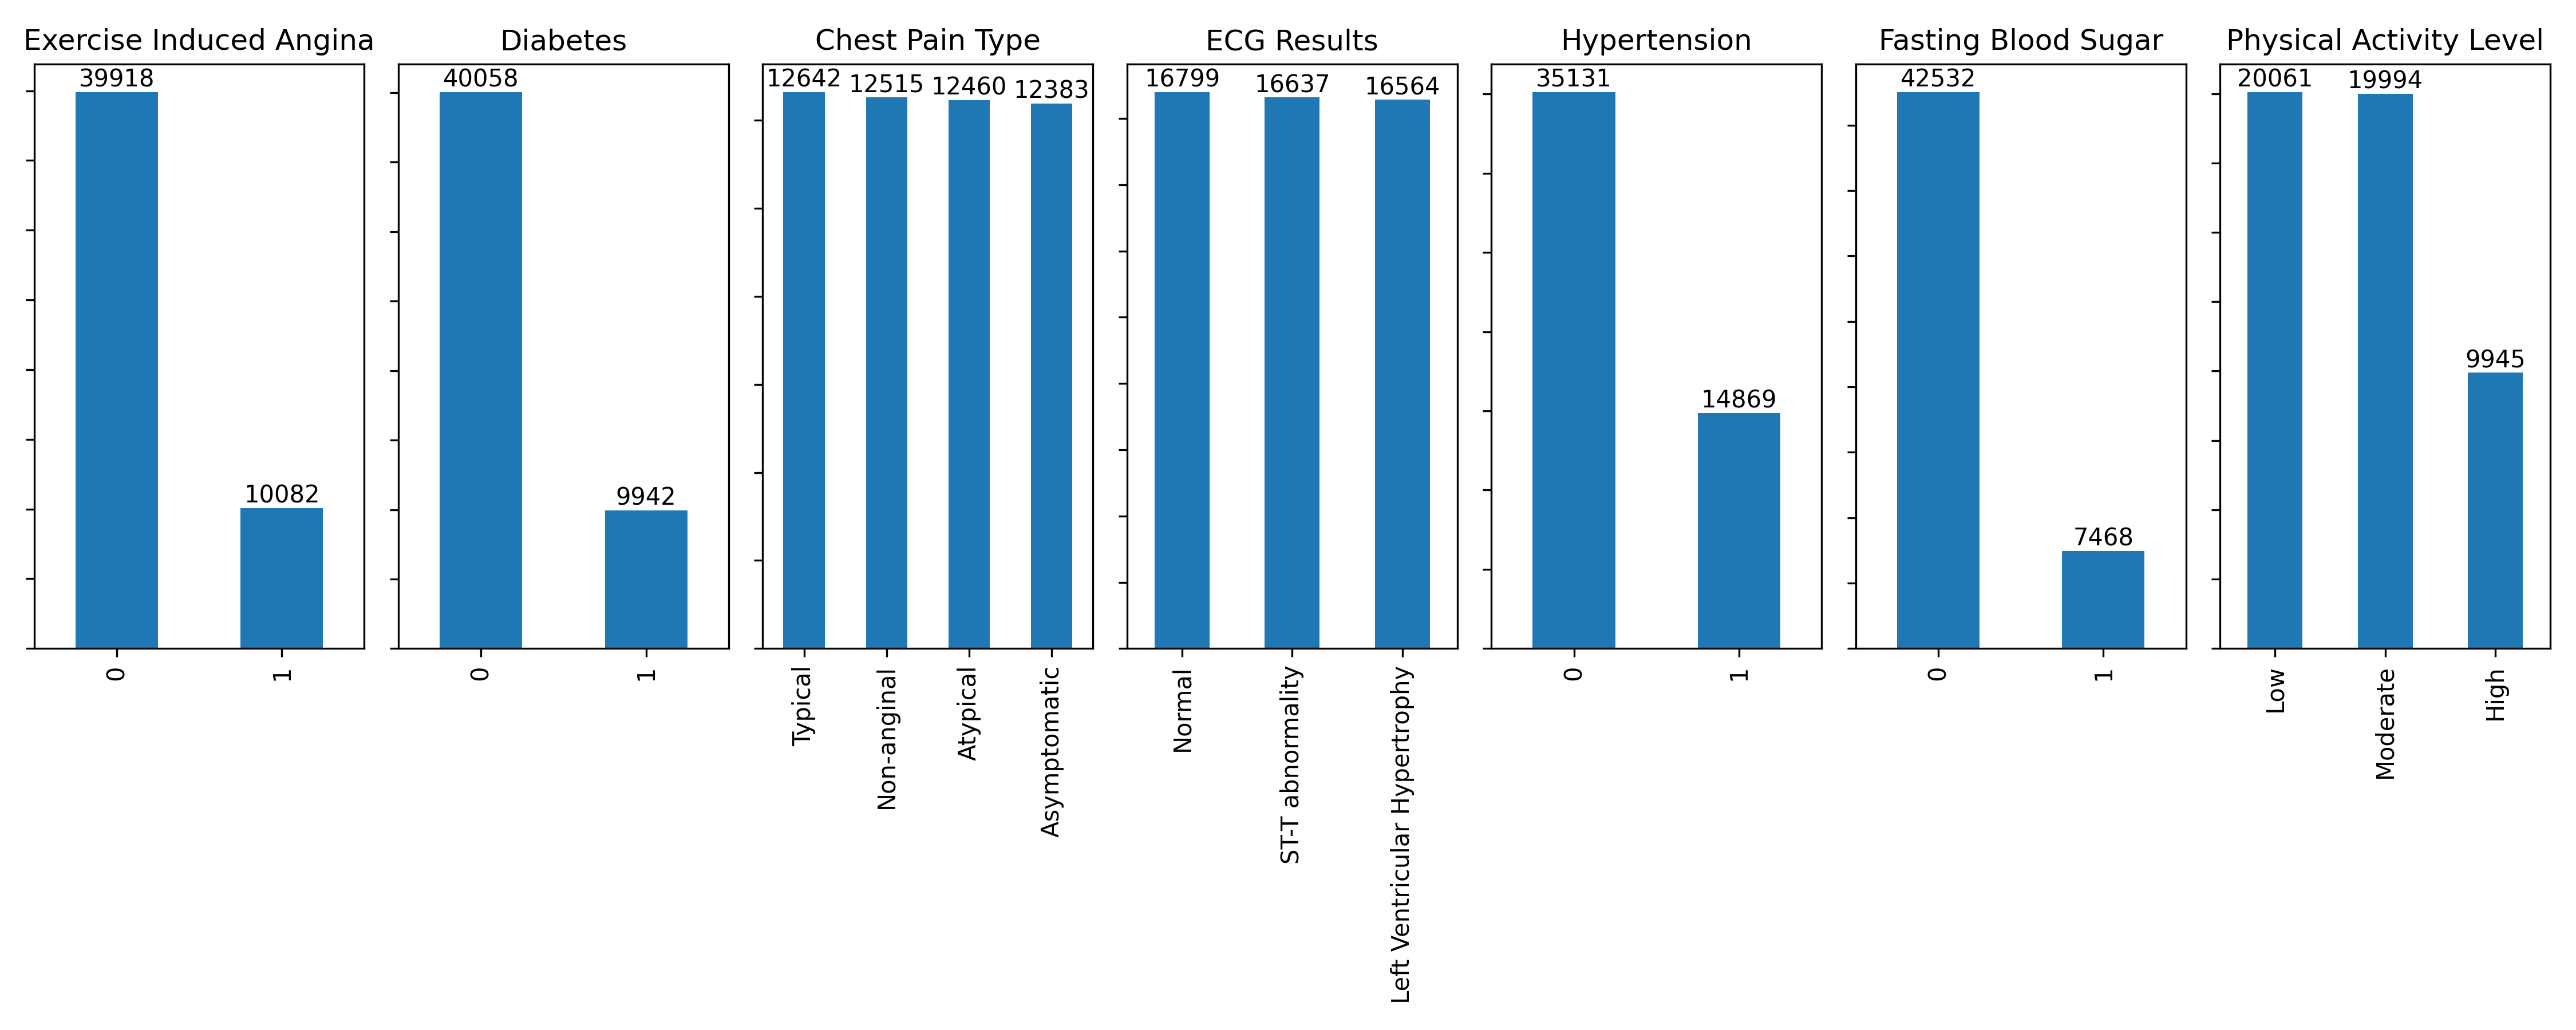 Exercise Induced Angina
39918
10082
0
1
Diabetes
40058
9942
0
1
Chest Pain Type
12642
12515
12460
12383
Typical
Non-anginal
Atypical
Asymptomatic
ECG Results
16799
16637
16564
Normal
ST-T abnormality
Left Ventricular Hypertrophy
Hypertension
35131
14869
0
1
Fasting Blood Sugar
42532
7468
0
1
Physical Activity Level
20061
19994
9945
Low
Moderate
High